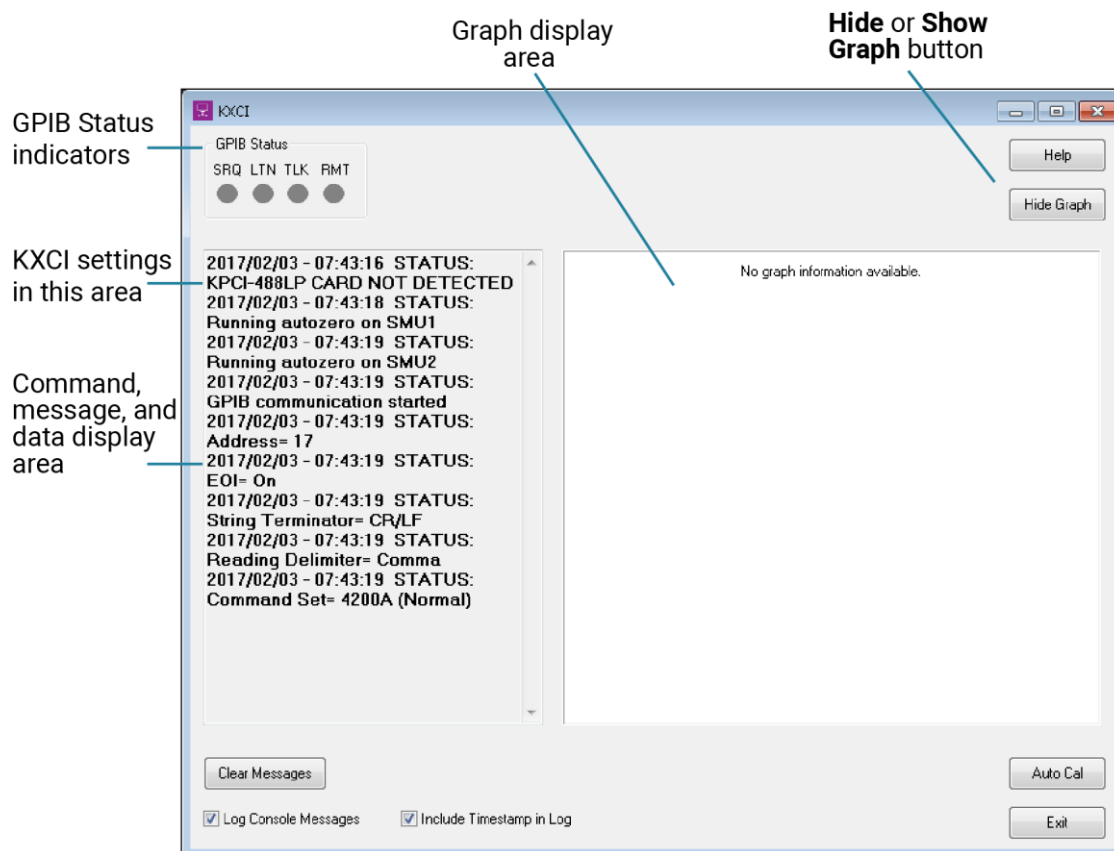 Graph display
area
Hide or Show
Graph button
GPIB Status
indicators
KXCI settings
in this area
Command,
message, and
data display
area
KXCI
GPIB Status
SRQ LTN TLK RMT
Help
Hide Graph
2017/02/03 - 07:43:16 STATUS:
KPCI-488LP CARD NOT DETECTED
2017/02/03 - 07:43:18 STATUS:
Running autozero on SMU1
2017/02/03 - 07:43:19 STATUS:
Running autozero on SMU2
2017/02/03 - 07:43:19 STATUS:
GPIB communication started
2017/02/03 - 07:43:19 STATUS:
Address= 17
2017/02/03 - 07:43:19 STATUS:
EOI= On
2017/02/03 - 07:43:19 STATUS:
String Terminator= CR/LF
2017/02/03 - 07:43:19 STATUS:
Reading Delimiter= Comma
2017/02/03 - 07:43:19 STATUS:
Command Set= 4200A (Normal)
No graph information available.
Clear Messages
Auto Cal
Log Console Messages
Include Timestamp in Log
Exit